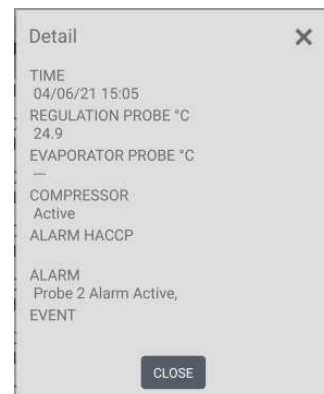 Detail
TIME
04/06/21 15:05
REGULATION PROBE °C
24.9
EVAPORATOR PROBE °C
---
COMPRESSOR
Active
ALARM HACCP
ALARM
Probe 2 Alarm Active,
EVENT
CLOSE